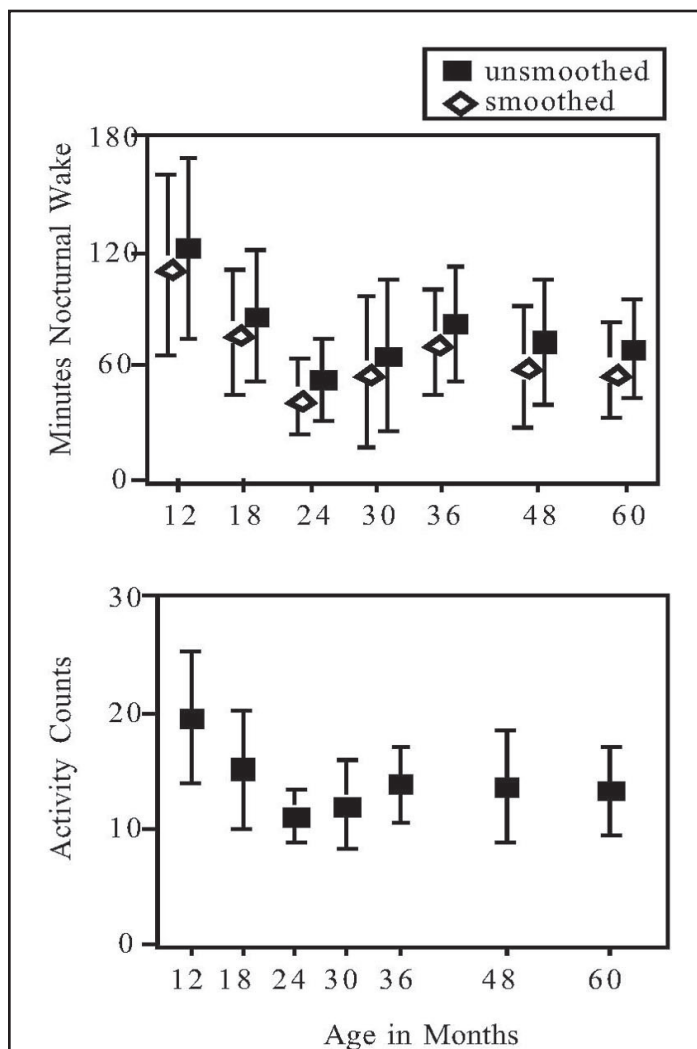 unsmoothed
smoothed
Minutes Nocturnal Wake
180
120
60
0
12 18 24 30 36 48 60
Activity Counts
30
20
10
0
12 18 24 30 36 48 60
Age in Months